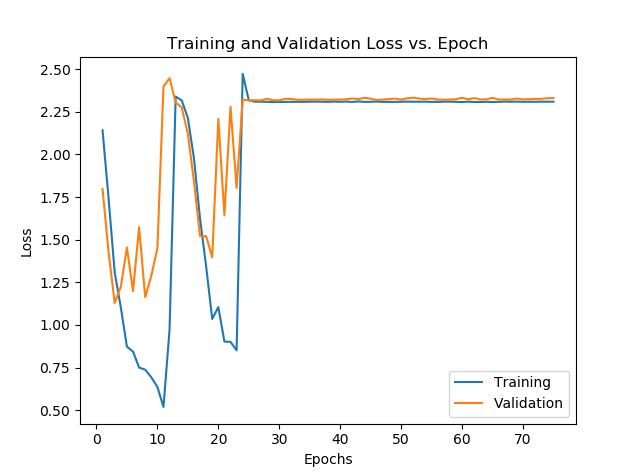 Training and Validation Loss vs. Epoch
2.50
2.25
2.00
1.75
1.50
1.25
1.00
0.75
0.50
Loss
Training
Validation
0 10 20 30 40 50 60 70
Epochs